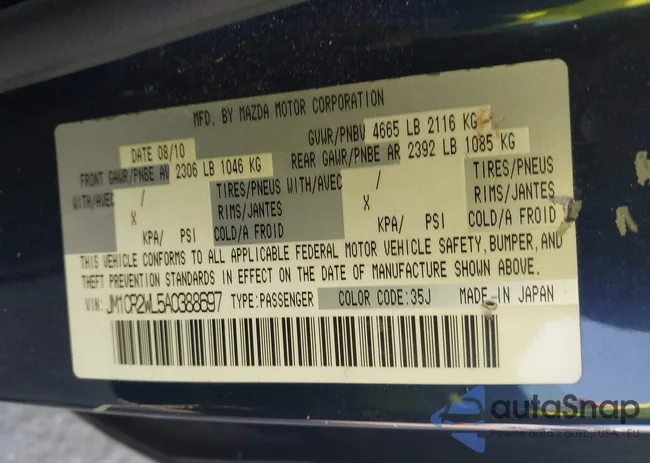 MFD. BY MAZDA MOTOR CORPORATION
DATE 08/10 GVWR/PNBV 4665 LB 2116 KG
FRONT GAWR/PNBE AV 2306 LB 1046 KG REAR GAWR/PNBE AR 2392 LB 1085 KG
WITH/AVEC / TIRES/PNEUS WITH/AVEC / TIRES/PNEUS
X RIMS/JANTES X RIMS/JANTES
KPA/ PSI COLD/A FROID KPA/ PSI COLD/A FROID
THIS VEHICLE CONFORMS TO ALL APPLICABLE FEDERAL MOTOR VEHICLE SAFETY, BUMPER, AND
THEFT PREVENTION STANDARDS IN EFFECT ON THE DATE OF MANUFACTURE SHOWN ABOVE.
VIN: JM1CR2WL5A0388697 TYPE:PASSENGER COLOR CODE:35J MADE IN JAPAN
autoSnap